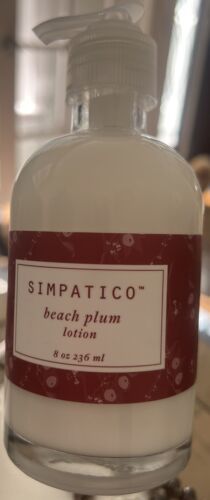 SIMPATICO™
beach plum
lotion
8 oz 236 ml